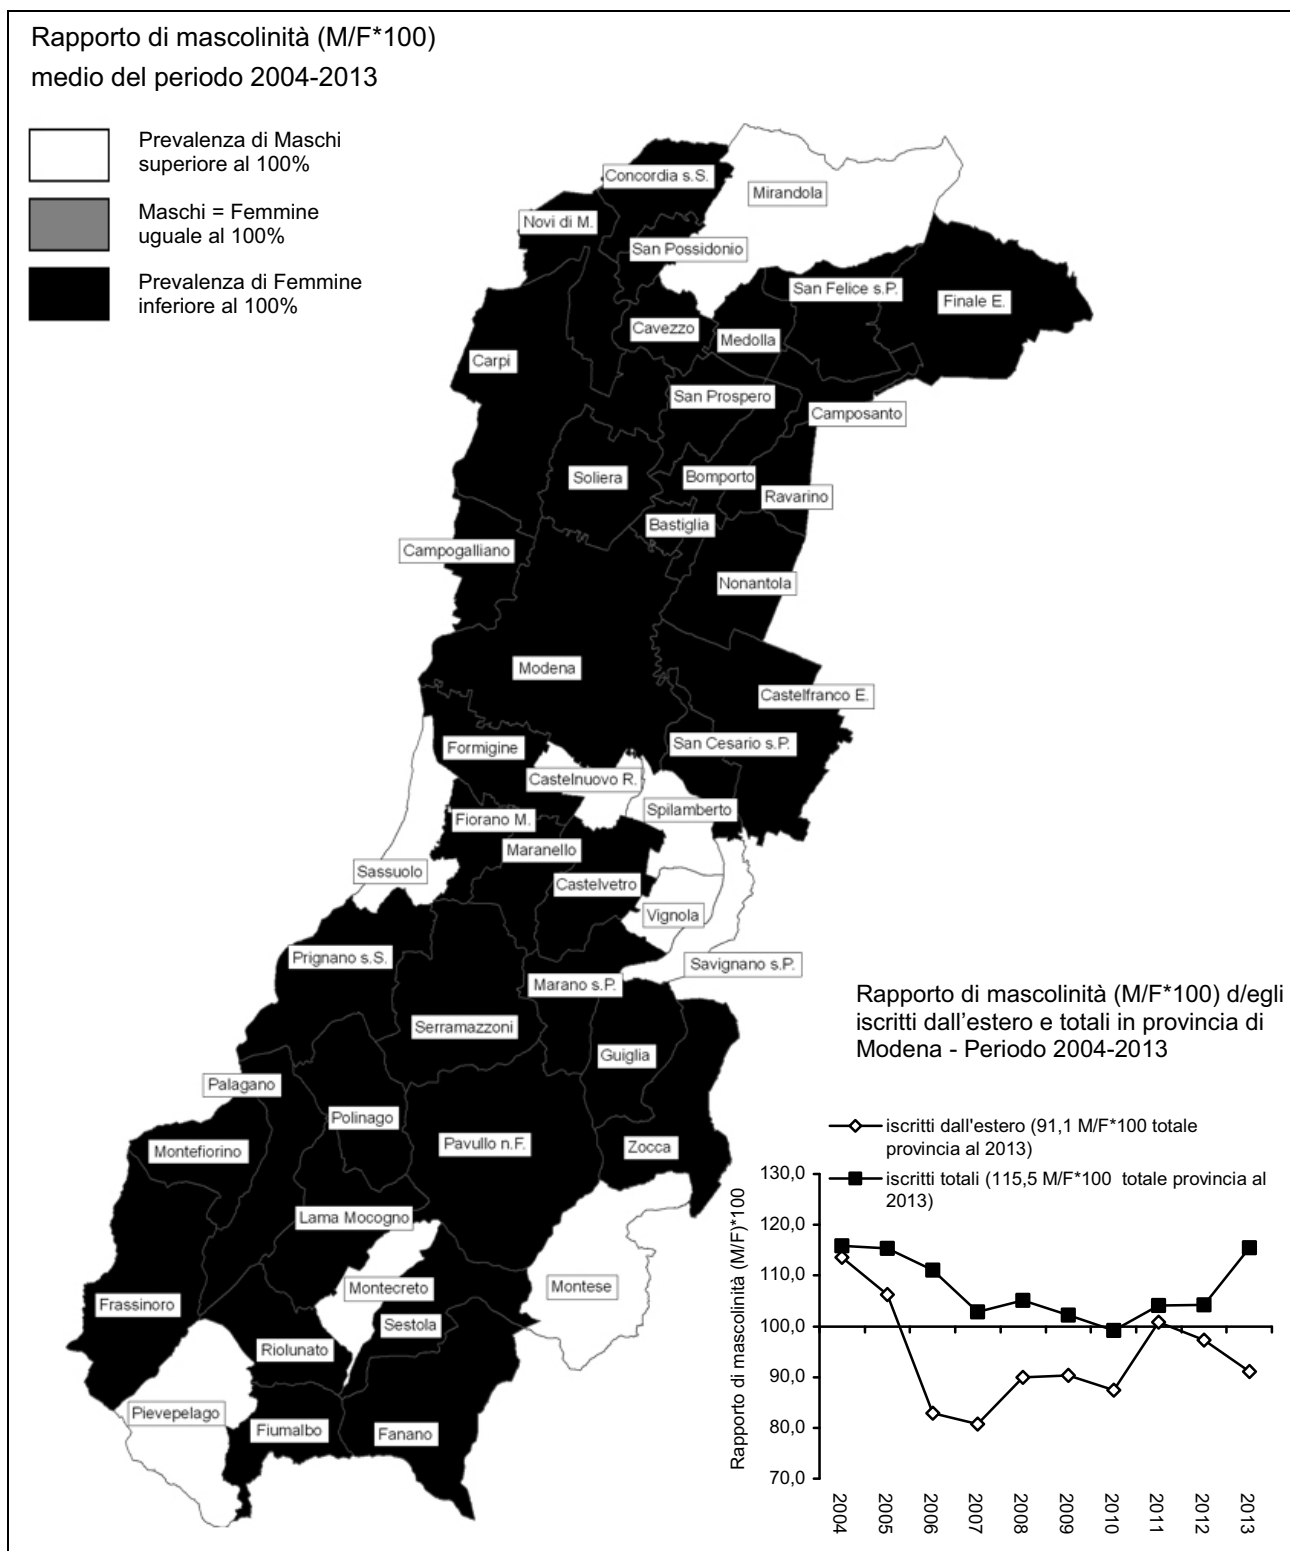 Rapporto di mascolinità (M/F*100)
medio del periodo 2004-2013
Prevalenza di Maschi
superiore al 100%
Maschi = Femmine
uguale al 100%
Prevalenza di Femmine
inferiore al 100%
Concordia s.S.
Mirandola
Novi di M.
San Possidonio
San Felice s.P.
Finale E.
Cavezzo
Medolla
Carpi
San Prospero
Camposanto
Soliera
Bomporto
Ravarino
Bastiglia
Campogalliano
Nonantola
Modena
Castelfranco E.
Formigine
San Cesario s.P.
Castelnuovo R.
Spilamberto
Fiorano M.
Maranello
Sassuolo
Castelvetro
Vignola
Prignano s.S.
Savignano s.P.
Marano s.P.
Serramazzoni
Guiglia
Palagano
Polinago
Pavullo n.F.
Zocca
Montefiorino
Lama Mocogno
Montecreto
Montese
Frassinoro
Sestola
Riolunato
Pievepelago
Fiumalbo
Fanano
Rapporto di mascolinità (M/F*100) d/egli
iscritti dall'estero e totali in provincia di
Modena - Periodo 2004-2013
iscritti dall'estero (91,1 M/F*100 totale
provincia al 2013)
iscritti totali (115,5 M/F*100 totale provincia al
2013)
Rapporto di mascolinità (M/F)*100
130,0
120,0
110,0
100,0
90,0
80,0
70,0
2004
2005
2006
2007
2008
2009
2010
2011
2012
2013